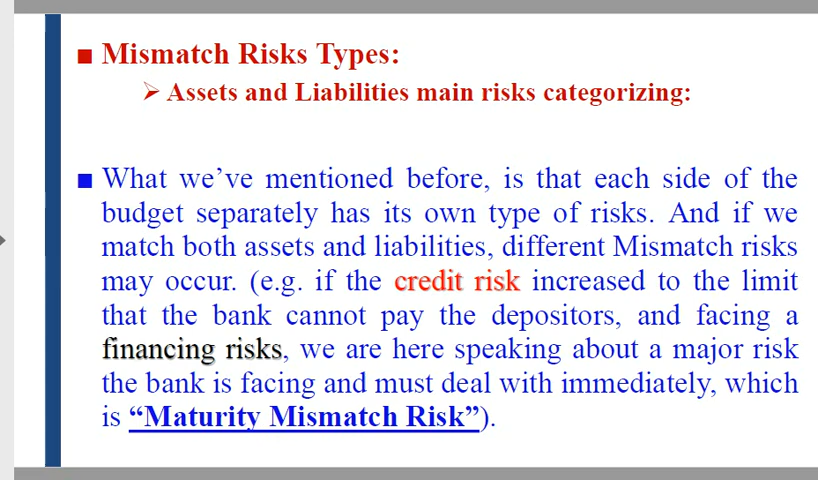 ■ Mismatch Risks Types:
➢ Assets and Liabilities main risks categorizing:
■ What we’ve mentioned before, is that each side of the
budget separately has its own type of risks. And if we
match both assets and liabilities, different Mismatch risks
may occur. (e.g. if the credit risk increased to the limit
that the bank cannot pay the depositors, and facing a
financing risks, we are here speaking about a major risk
the bank is facing and must deal with immediately, which
is “Maturity Mismatch Risk”).